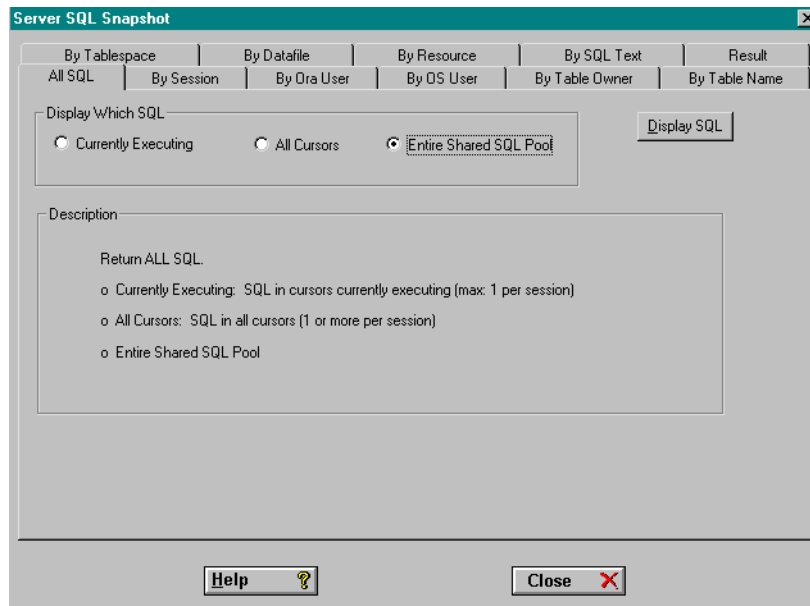 Server SQL Snapshot
By Tablespace By Datafile By Resource By SQL Text Result
All SQL By Session By Ora User By OS User By Table Owner By Table Name
Display Which SQL
Currently Executing All Cursors Entire Shared SQL Pool Display SQL
Description
Return ALL SQL.
o Currently Executing: SQL in cursors currently executing (max: 1 per session)
o All Cursors: SQL in all cursors (1 or more per session)
o Entire Shared SQL Pool
Help Close